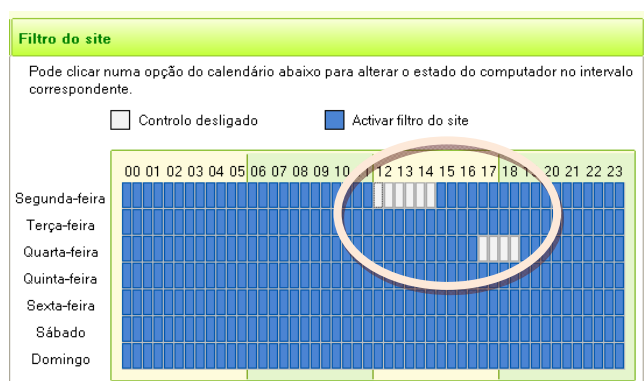 Filtro do site
Pode clicar numa opção do calendário abaixo para alterar o estado do computador no intervalo
correspondente.
Controlo desligado Activar filtro do site
00 01 02 03 04 05 06 07 08 09 10 12 13 14 15 16 17 18 20 21 22 23
Segunda-feira
Terça-feira
Quarta-feira
Quinta-feira
Sexta-feira
Sábado
Domingo